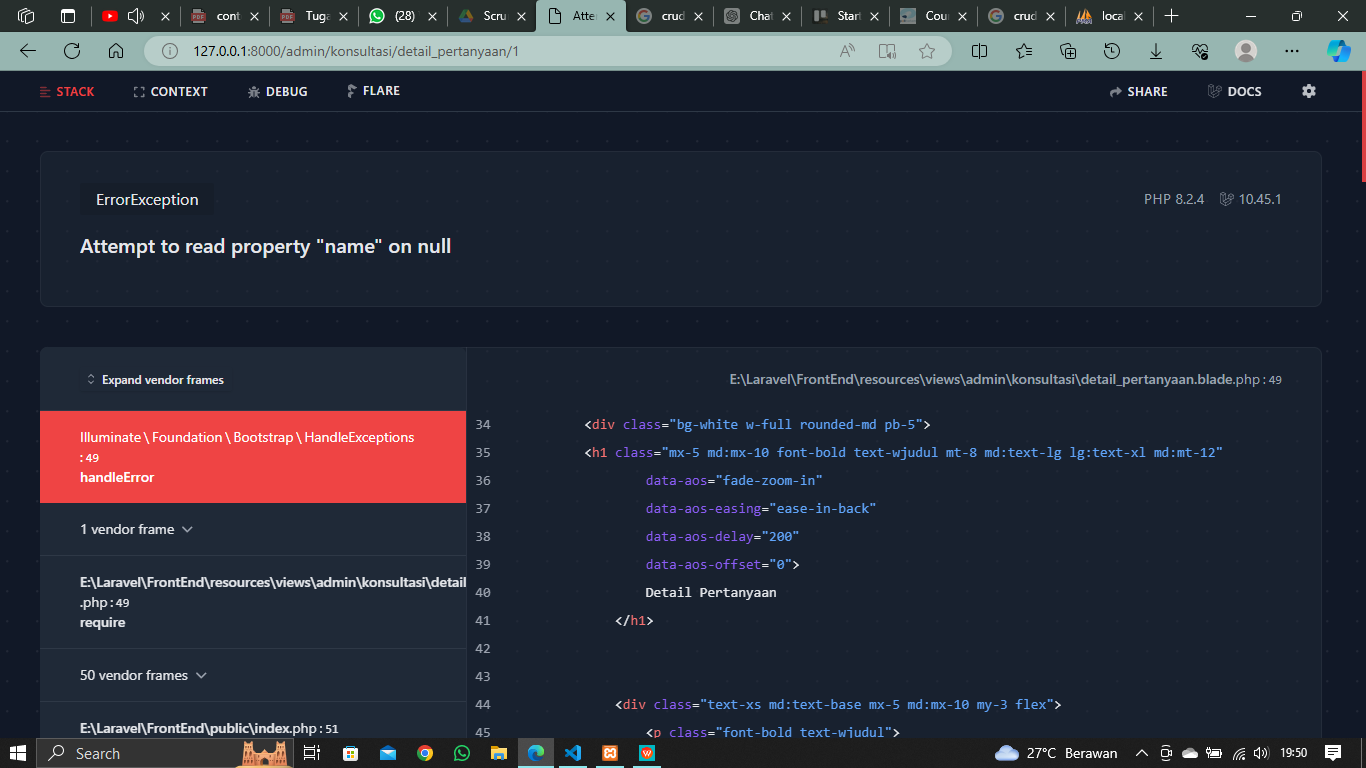 (28)
cont
Tuga
Scru
Atte
crud
Chat
Start
Cour
crud
local
127.0.0.1:8000/admin/konsultasi/detail_pertanyaan/1
STACK
CONTEXT
DEBUG
FLARE
SHARE
DOCS
ErrorException
PHP 8.2.4
10.45.1
Attempt to read property "name" on null
Expand vendor frames
E:\Laravel\FrontEnd\resources\views\admin\konsultasi\detail_pertanyaan.blade.php : 49
Illuminate \ Foundation \ Bootstrap \ HandleExceptions
: 49
handleError
1 vendor frame
E:\Laravel\FrontEnd\resources\views\admin\konsultasi\detail
.php : 49
require
50 vendor frames
E:\Laravel\FrontEnd\public\index.php : 51
34 <div class="bg-white w-full rounded-md pb-5">
35 <h1 class="mx-5 md:mx-10 font-bold text-wjudul mt-8 md:text-lg lg:text-xl md:mt-12"
36 data-aos="fade-zoom-in"
37 data-aos-easing="ease-in-back"
38 data-aos-delay="200"
39 data-aos-offset="0">
40 Detail Pertanyaan
41 </h1>
42
43
44 <div class="text-xs md:text-base mx-5 md:mx-10 my-3 flex">
45 <p class="font-bold text-wjudul">
Search
27°C Berawan
19:50